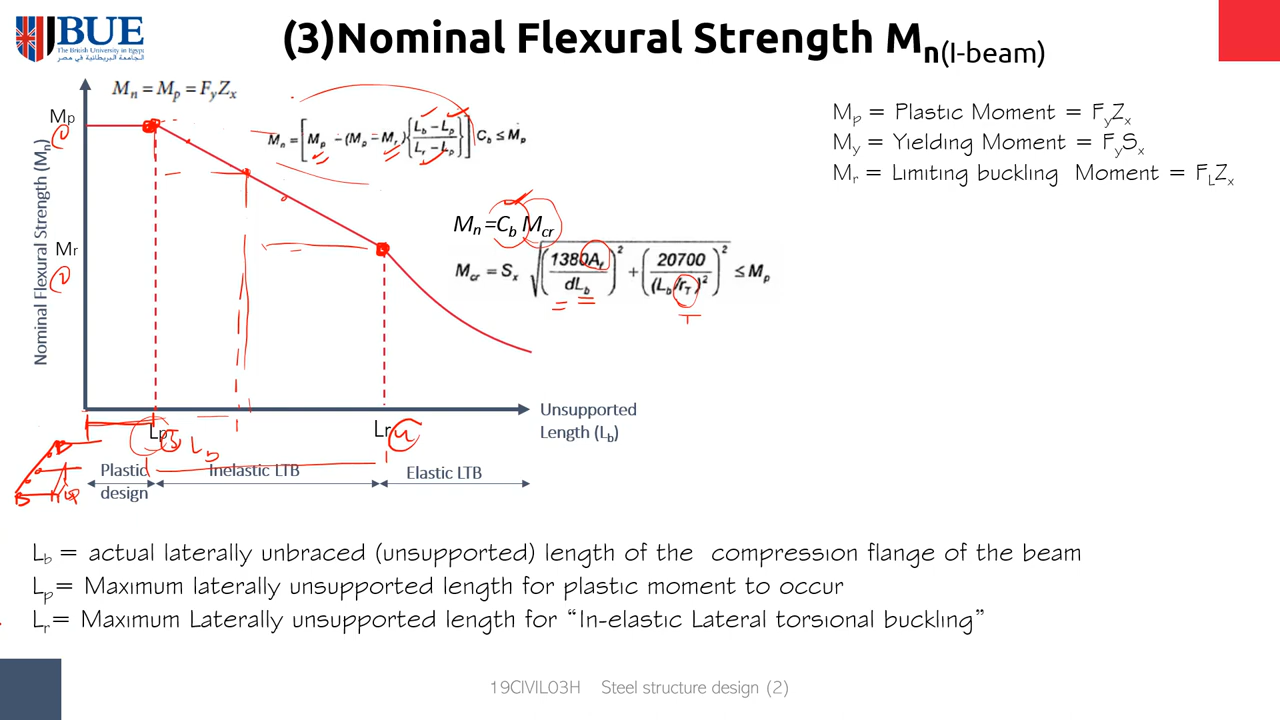 BUE
The British University in Egypt
الجامعة البريطانية في مصر
(3)Nominal Flexural Strength Mn(I-beam)
Mn = Mp = FyZx
Mp
Mn = [Mp - (Mp - Mr) {(Lb - Lp) / (Lr - Lp)}] Cb ≤ Mp
Mp = Plastic Moment = FyZx
My = Yielding Moment = FySx
Mr = Limiting buckling Moment = FLZx
Nominal Flexural Strength (Mn)
Mn =Cb Mcr
Mr
Mcr = Sx √((1380Af / dLb)² + (20700 / (Lb/rT)²)²) ≤ Mp
Unsupported
Length (Lb)
Lp
Lr
Lb
Plastic
design
Inelastic LTB
Elastic LTB
Lb = actual laterally unbraced (unsupported) length of the compression flange of the beam
Lp= Maximum laterally unsupported length for plastic moment to occur
Lr= Maximum Laterally unsupported length for “In-elastic Lateral torsional buckling”
19CIVIL03H Steel structure design (2)